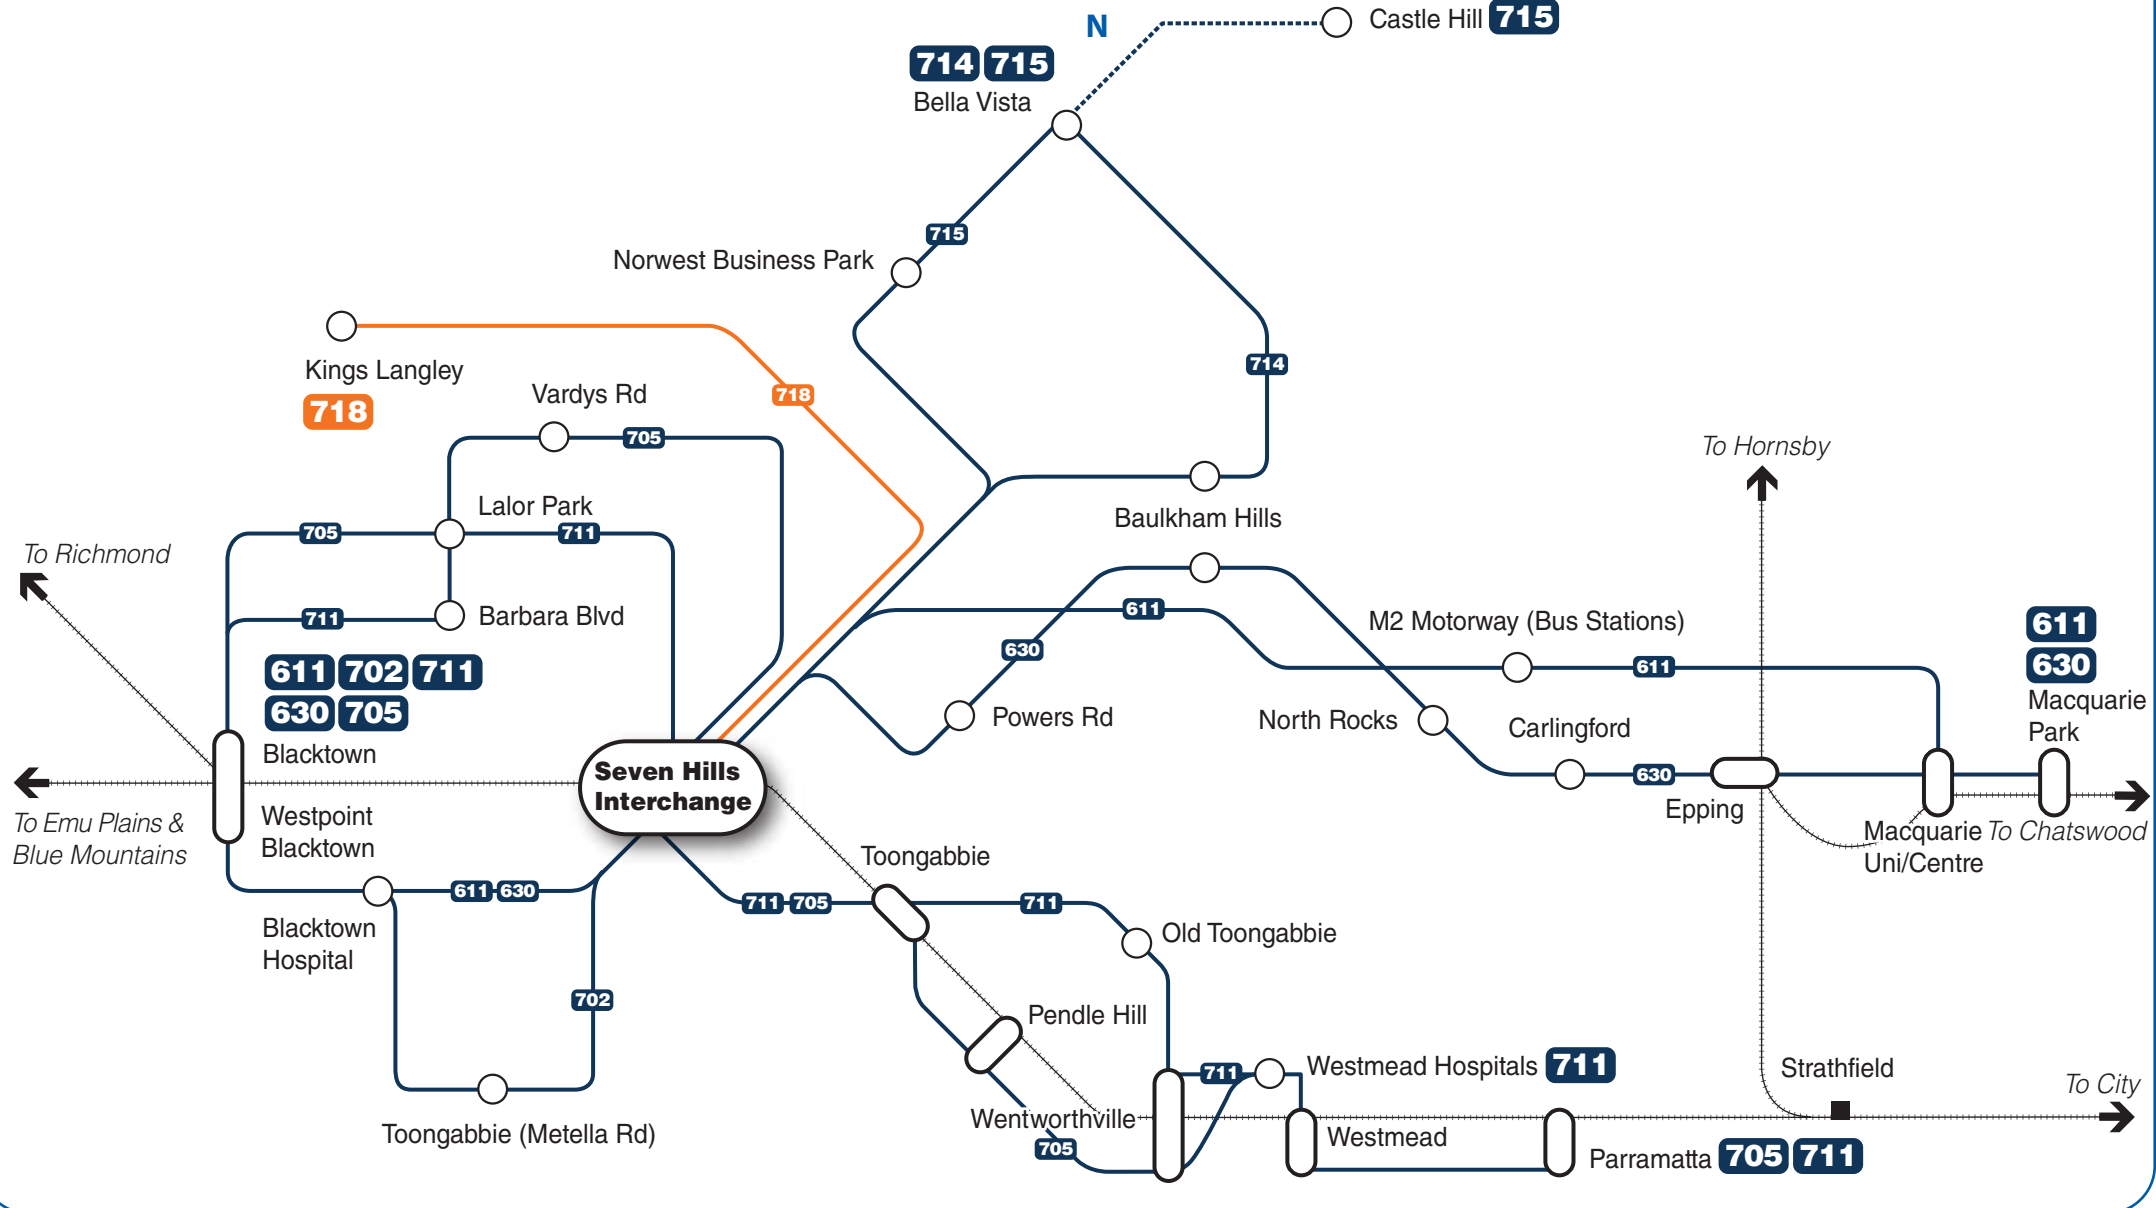 N
Castle Hill 715
714 715
Bella Vista
715
Norwest Business Park
714
Kings Langley
718
718
Vardys Rd
705
To Hornsby
Baulkham Hills
Lalor Park
705
711
To Richmond
711
Barbara Blvd
611
M2 Motorway (Bus Stations)
611
630
611
630
Macquarie
Park
611 702 711
630 705
Blacktown
Powers Rd
North Rocks
Carlingford
630
Epping
Seven Hills
Interchange
To Emu Plains &
Blue Mountains
Westpoint
Blacktown
Macquarie
Uni/Centre
To Chatswood
Toongabbie
611 630
711 705
711
Blacktown
Hospital
Old Toongabbie
702
Pendle Hill
711
Westmead Hospitals 711
Strathfield
To City
Wentworthville
Toongabbie (Metella Rd)
705
Westmead
Parramatta 705 711